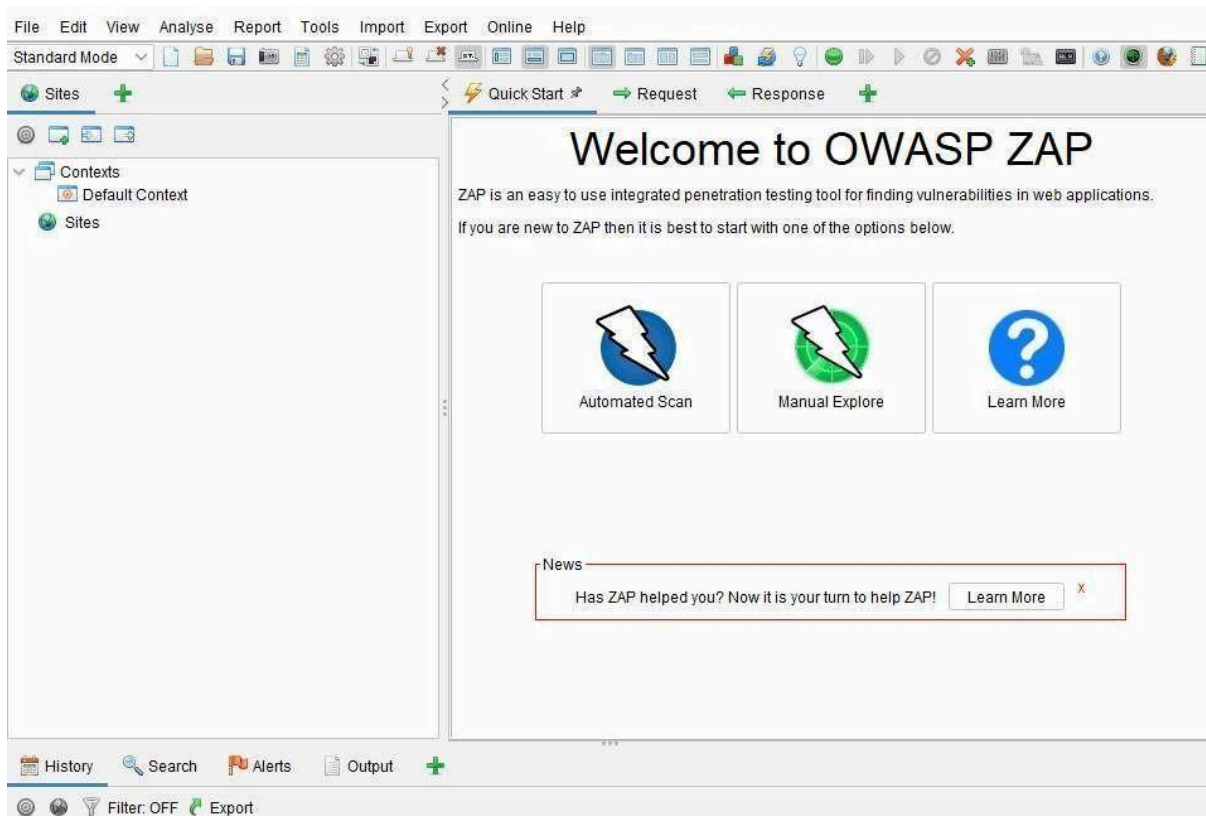 File Edit View Analyse Report Tools Import Export Online Help
Standard Mode
Sites
Quick Start Request Response
Contexts
Default Context
Sites
Welcome to OWASP ZAP
ZAP is an easy to use integrated penetration testing tool for finding vulnerabilities in web applications.
If you are new to ZAP then it is best to start with one of the options below.
Automated Scan Manual Explore Learn More
News
Has ZAP helped you? Now it is your turn to help ZAP! Learn More X
History Search Alerts Output
Filter: OFF Export